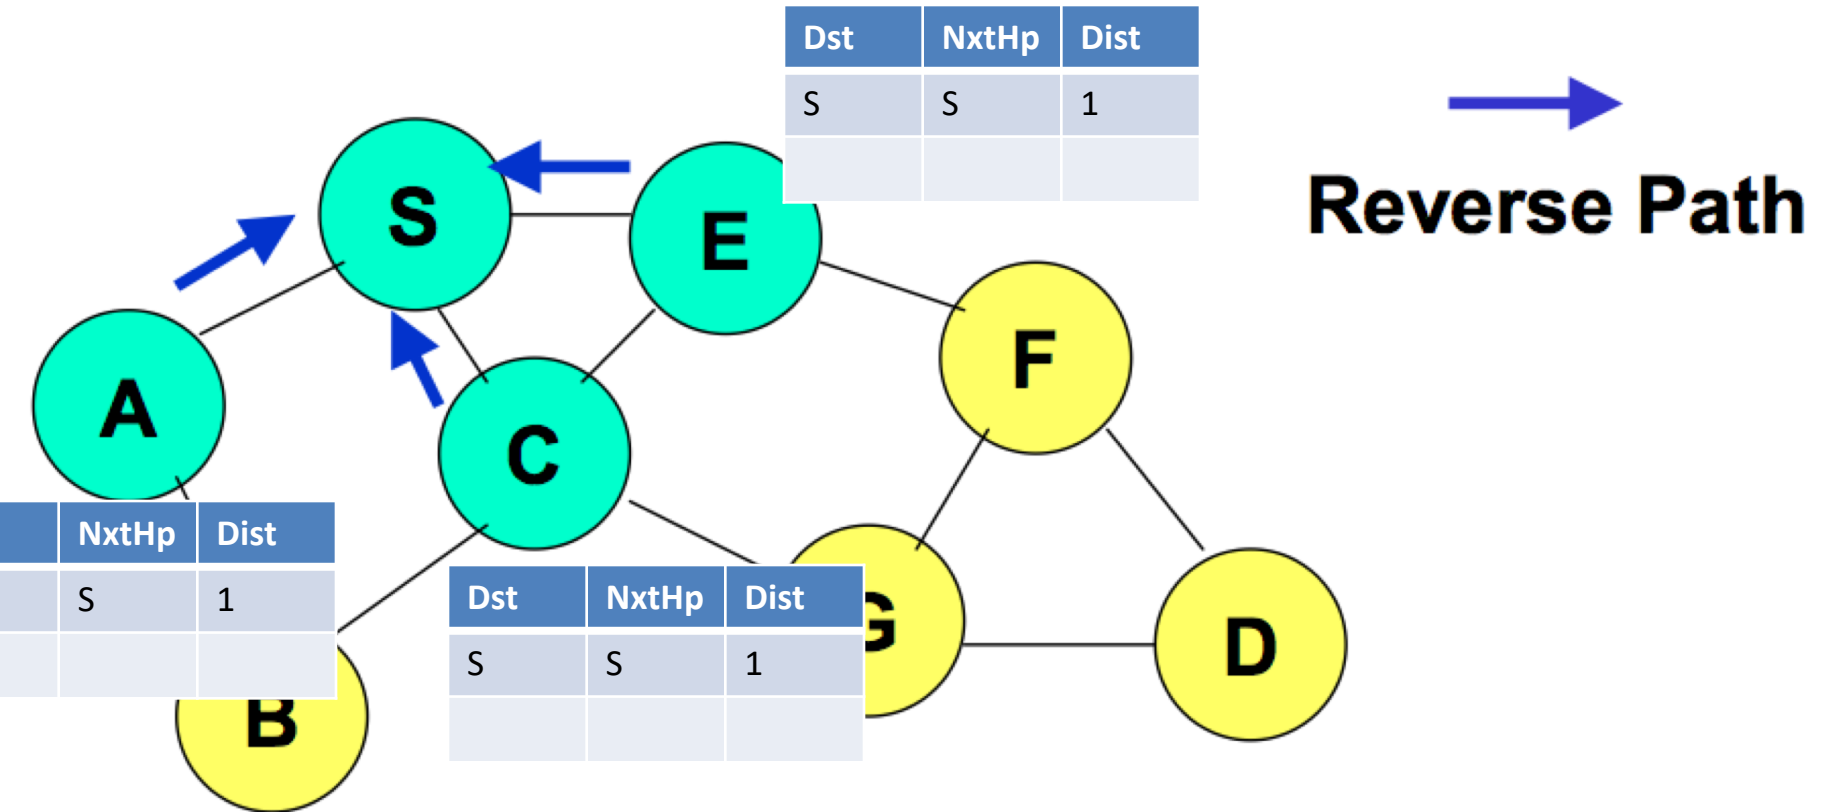 Dst NxtHp Dist
S S 1
Reverse Path
S
E
F
A
C
NxtHp Dist
S 1
Dst NxtHp Dist
S S 1
G
D
B